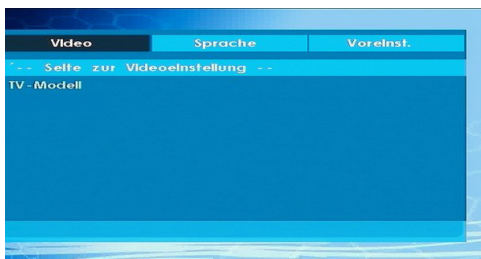 Video Sprache Voreinst.
-- Seite zur Videoeinstellung --
TV-Modell